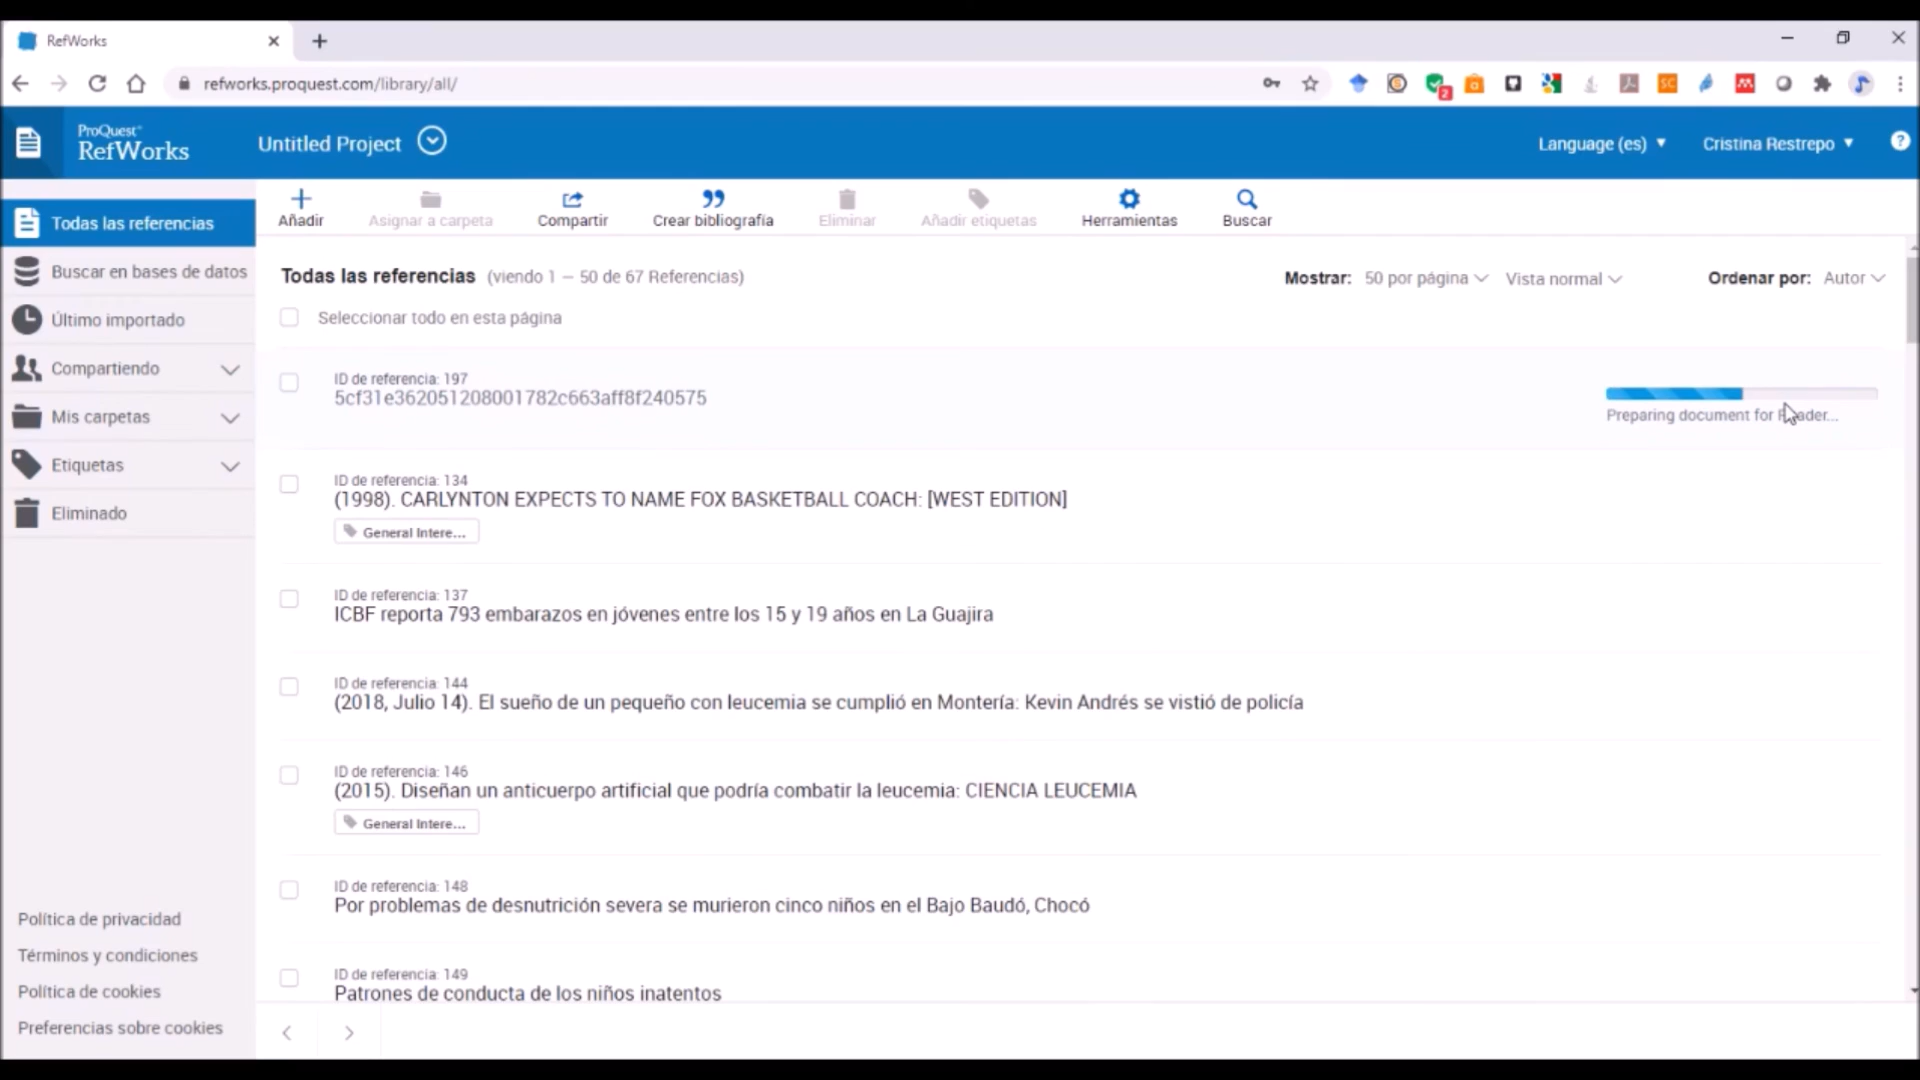 RefWorks
refworks.proquest.com/library/all/
2
SC
ProQuest
RefWorks
Untitled Project
Language (es)
Cristina Restrepo
?
Todas las referencias
Buscar en bases de datos
Último importado
Compartiendo
Mis carpetas
Etiquetas
Eliminado
Política de privacidad
Términos y condiciones
Política de cookies
Preferencias sobre cookies
Añadir
Asignar a carpeta
Compartir
Crear bibliografía
Eliminar
Añadir etiquetas
Herramientas
Buscar
Todas las referencias (viendo 1 – 50 de 67 Referencias)
Mostrar: 50 por página Vista normal Ordenar por: Autor
Seleccionar todo en esta página
ID de referencia: 197
5cf31e362051208001782c663aff8f240575
Preparing document for Reader...
ID de referencia: 134
(1998). CARLYNTON EXPECTS TO NAME FOX BASKETBALL COACH: [WEST EDITION]
General Intere...
ID de referencia: 137
ICBF reporta 793 embarazos en jóvenes entre los 15 y 19 años en La Guajira
ID de referencia: 144
(2018, Julio 14). El sueño de un pequeño con leucemia se cumplió en Montería: Kevin Andrés se vistió de policía
ID de referencia: 146
(2015). Diseñan un anticuerpo artificial que podría combatir la leucemia: CIENCIA LEUCEMIA
General Intere...
ID de referencia: 148
Por problemas de desnutrición severa se murieron cinco niños en el Bajo Baudó, Chocó
ID de referencia: 149
Patrones de conducta de los niños inatentos